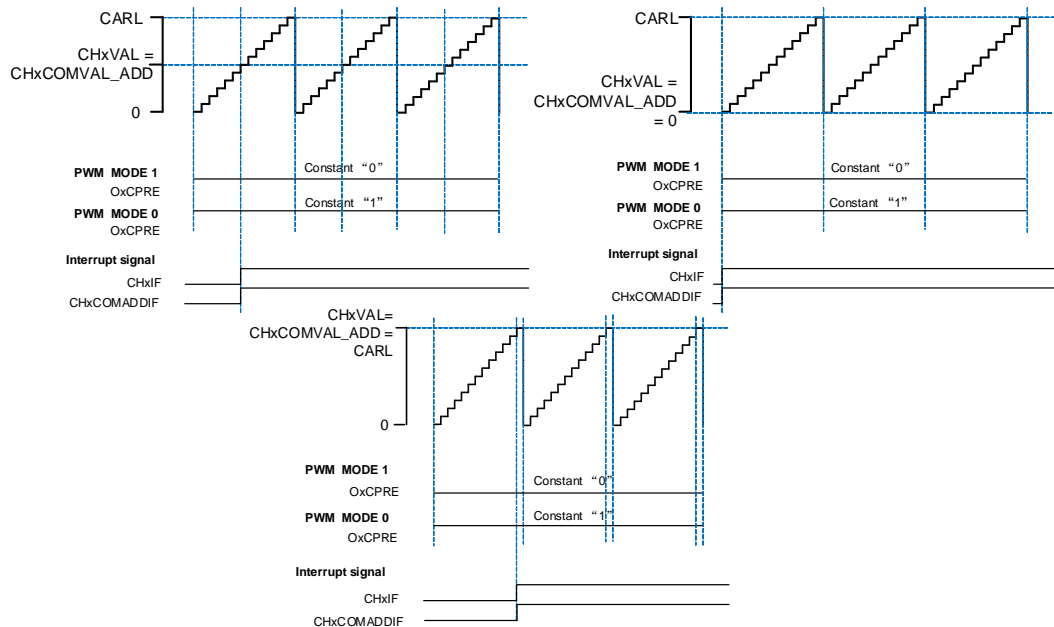 CARL
CHxVAL =
CHxCOMVAL_ADD
0
PWM MODE 1
OxCPRE
Constant “0”
PWM MODE 0
OxCPRE
Constant “1”
Interrupt signal
CHxIF
CHxCOMADDIF
CARL
CHxVAL =
CHxCOMVAL_ADD
= 0
PWM MODE 1
OxCPRE
Constant “0”
PWM MODE 0
OxCPRE
Constant “1”
Interrupt signal
CHxIF
CHxCOMADDIF
CHxVAL=
CHxCOMVAL_ADD =
CARL
0
PWM MODE 1
OxCPRE
Constant “0”
PWM MODE 0
OxCPRE
Constant “1”
Interrupt signal
CHxIF
CHxCOMADDIF